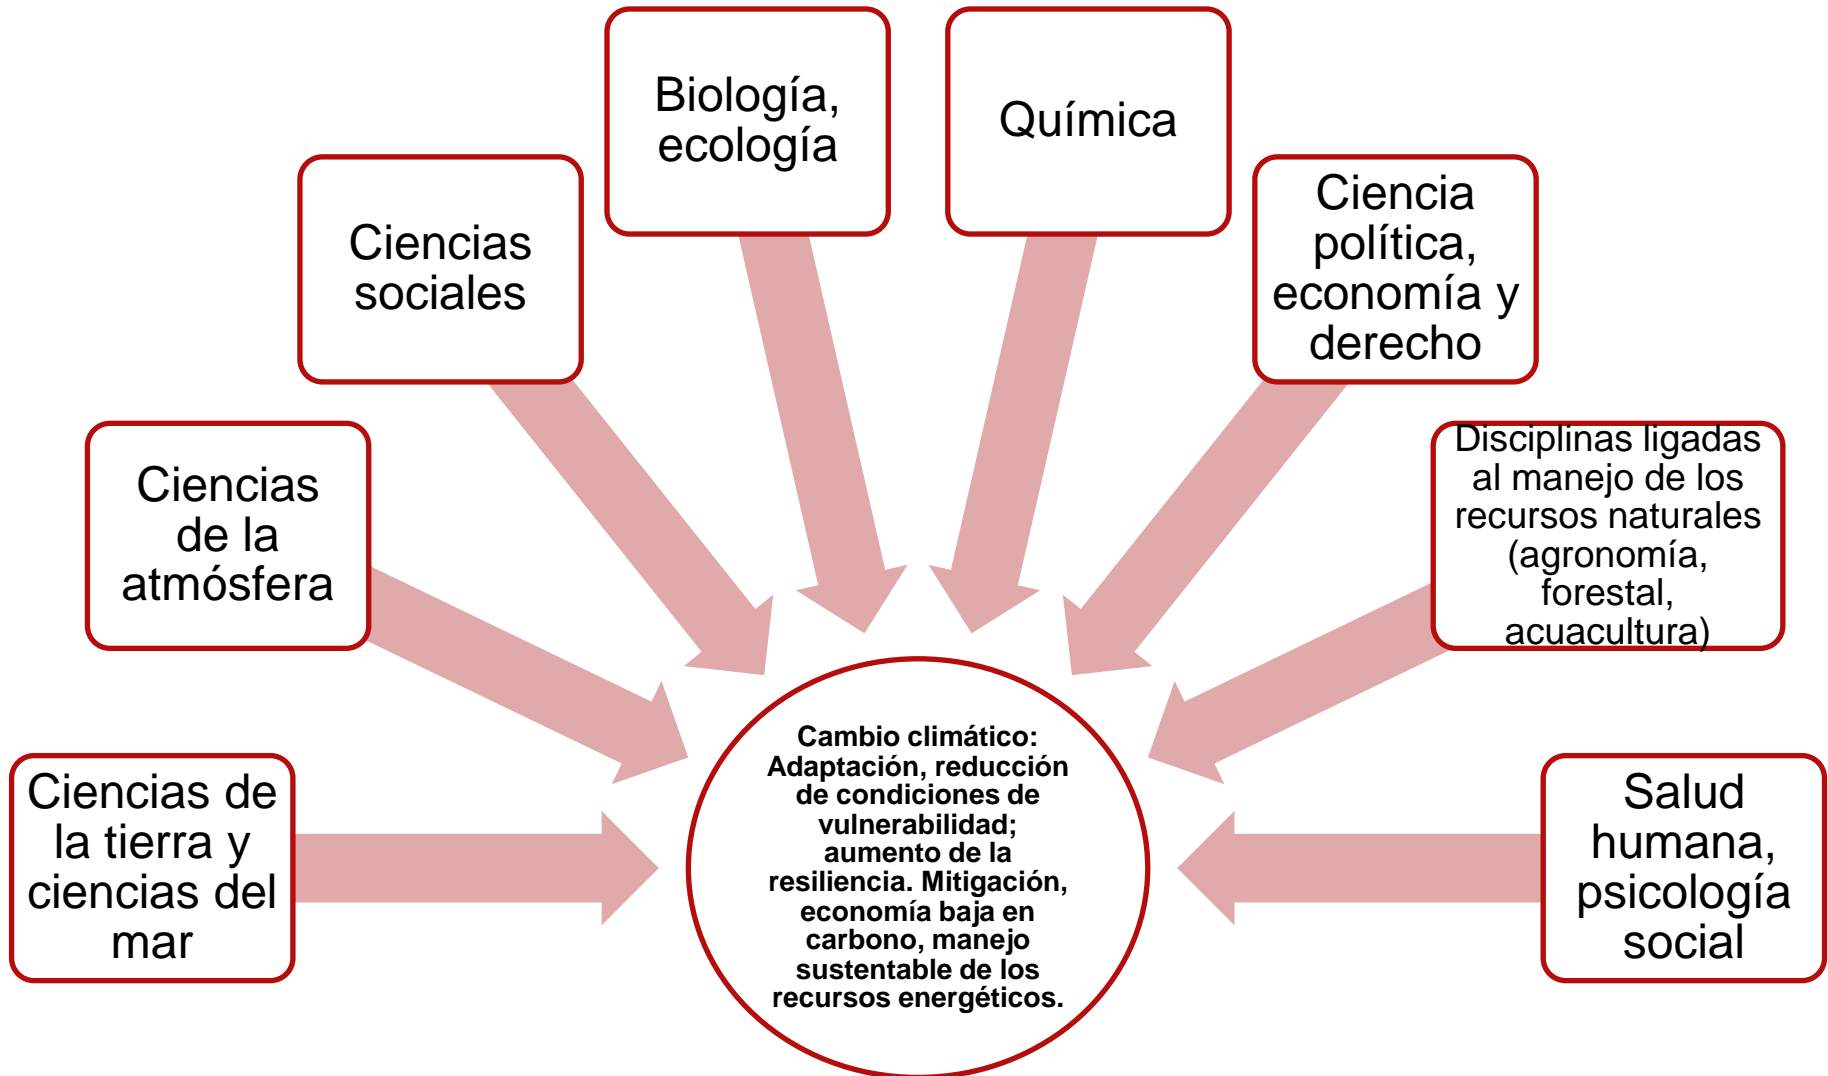 Biología,
ecología
Química
Ciencias
sociales
Ciencia
política,
economía y
derecho
Ciencias
de la
atmósfera
Disciplinas ligadas
al manejo de los
recursos naturales
(agronomía,
forestal,
acuacultura)
Ciencias de
la tierra y
ciencias del
mar
Cambio climático:
Adaptación, reducción
de condiciones de
vulnerabilidad;
aumento de la
resiliencia. Mitigación,
economía baja en
carbono, manejo
sustentable de los
recursos energéticos.
Salud
humana,
psicología
social